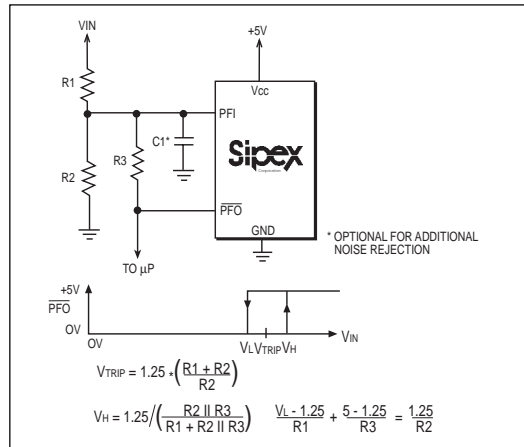 VIN
+5V
R1
Vcc
PFI
C1*
R3
Sipex
Corporation
R2
PFO
GND
* OPTIONAL FOR ADDITIONAL
NOISE REJECTION
TO µP
+5V
PFO
OV
OV
VL VTRIP VH
VIN
VTRIP = 1.25 * (R1 + R2 / R2)
VH = 1.25 / (R2 II R3 / R1 + R2 II R3) VL - 1.25 / R1 + 5 - 1.25 / R3 = 1.25 / R2